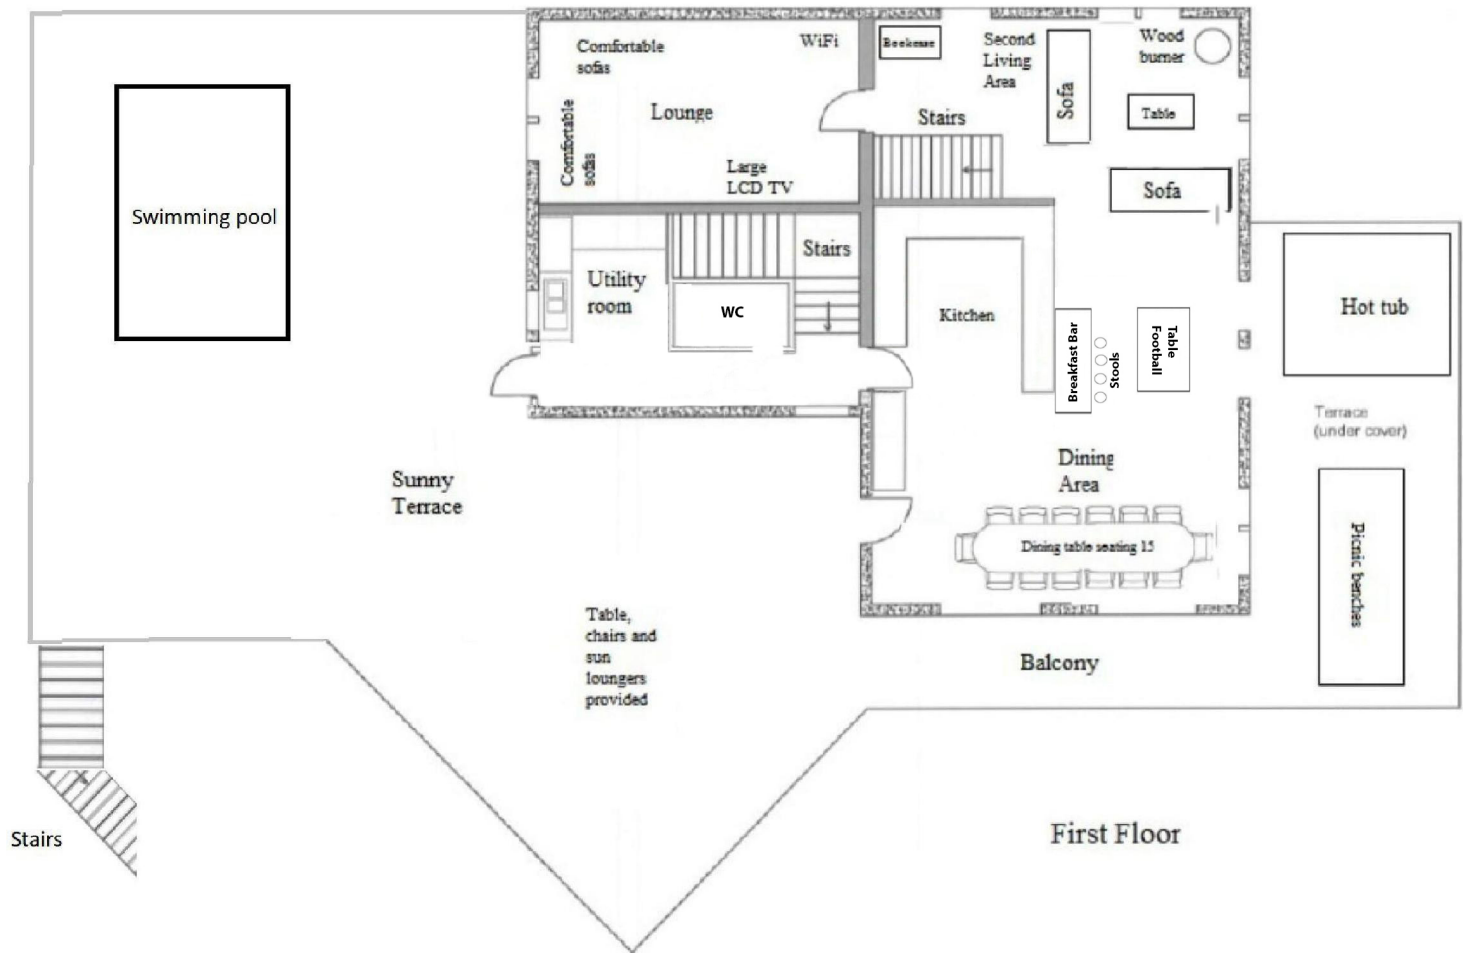 Comfortable
sofas
WiFi
Lounge
Comfortable
sofas
Large
LCD TV
Bookcase
Second
Living
Area
Sofa
Wood
burner
Table
Stairs
Sofa
Swimming pool
Utility
room
Stairs
WC
Kitchen
Breakfast Bar
Stools
Table
Football
Hot tub
Terrace
(under cover)
Sunny
Terrace
Dining
Area
Dining table seating 15
Picnic benches
Table,
chairs and
sun
loungers
provided
Balcony
Stairs
First Floor